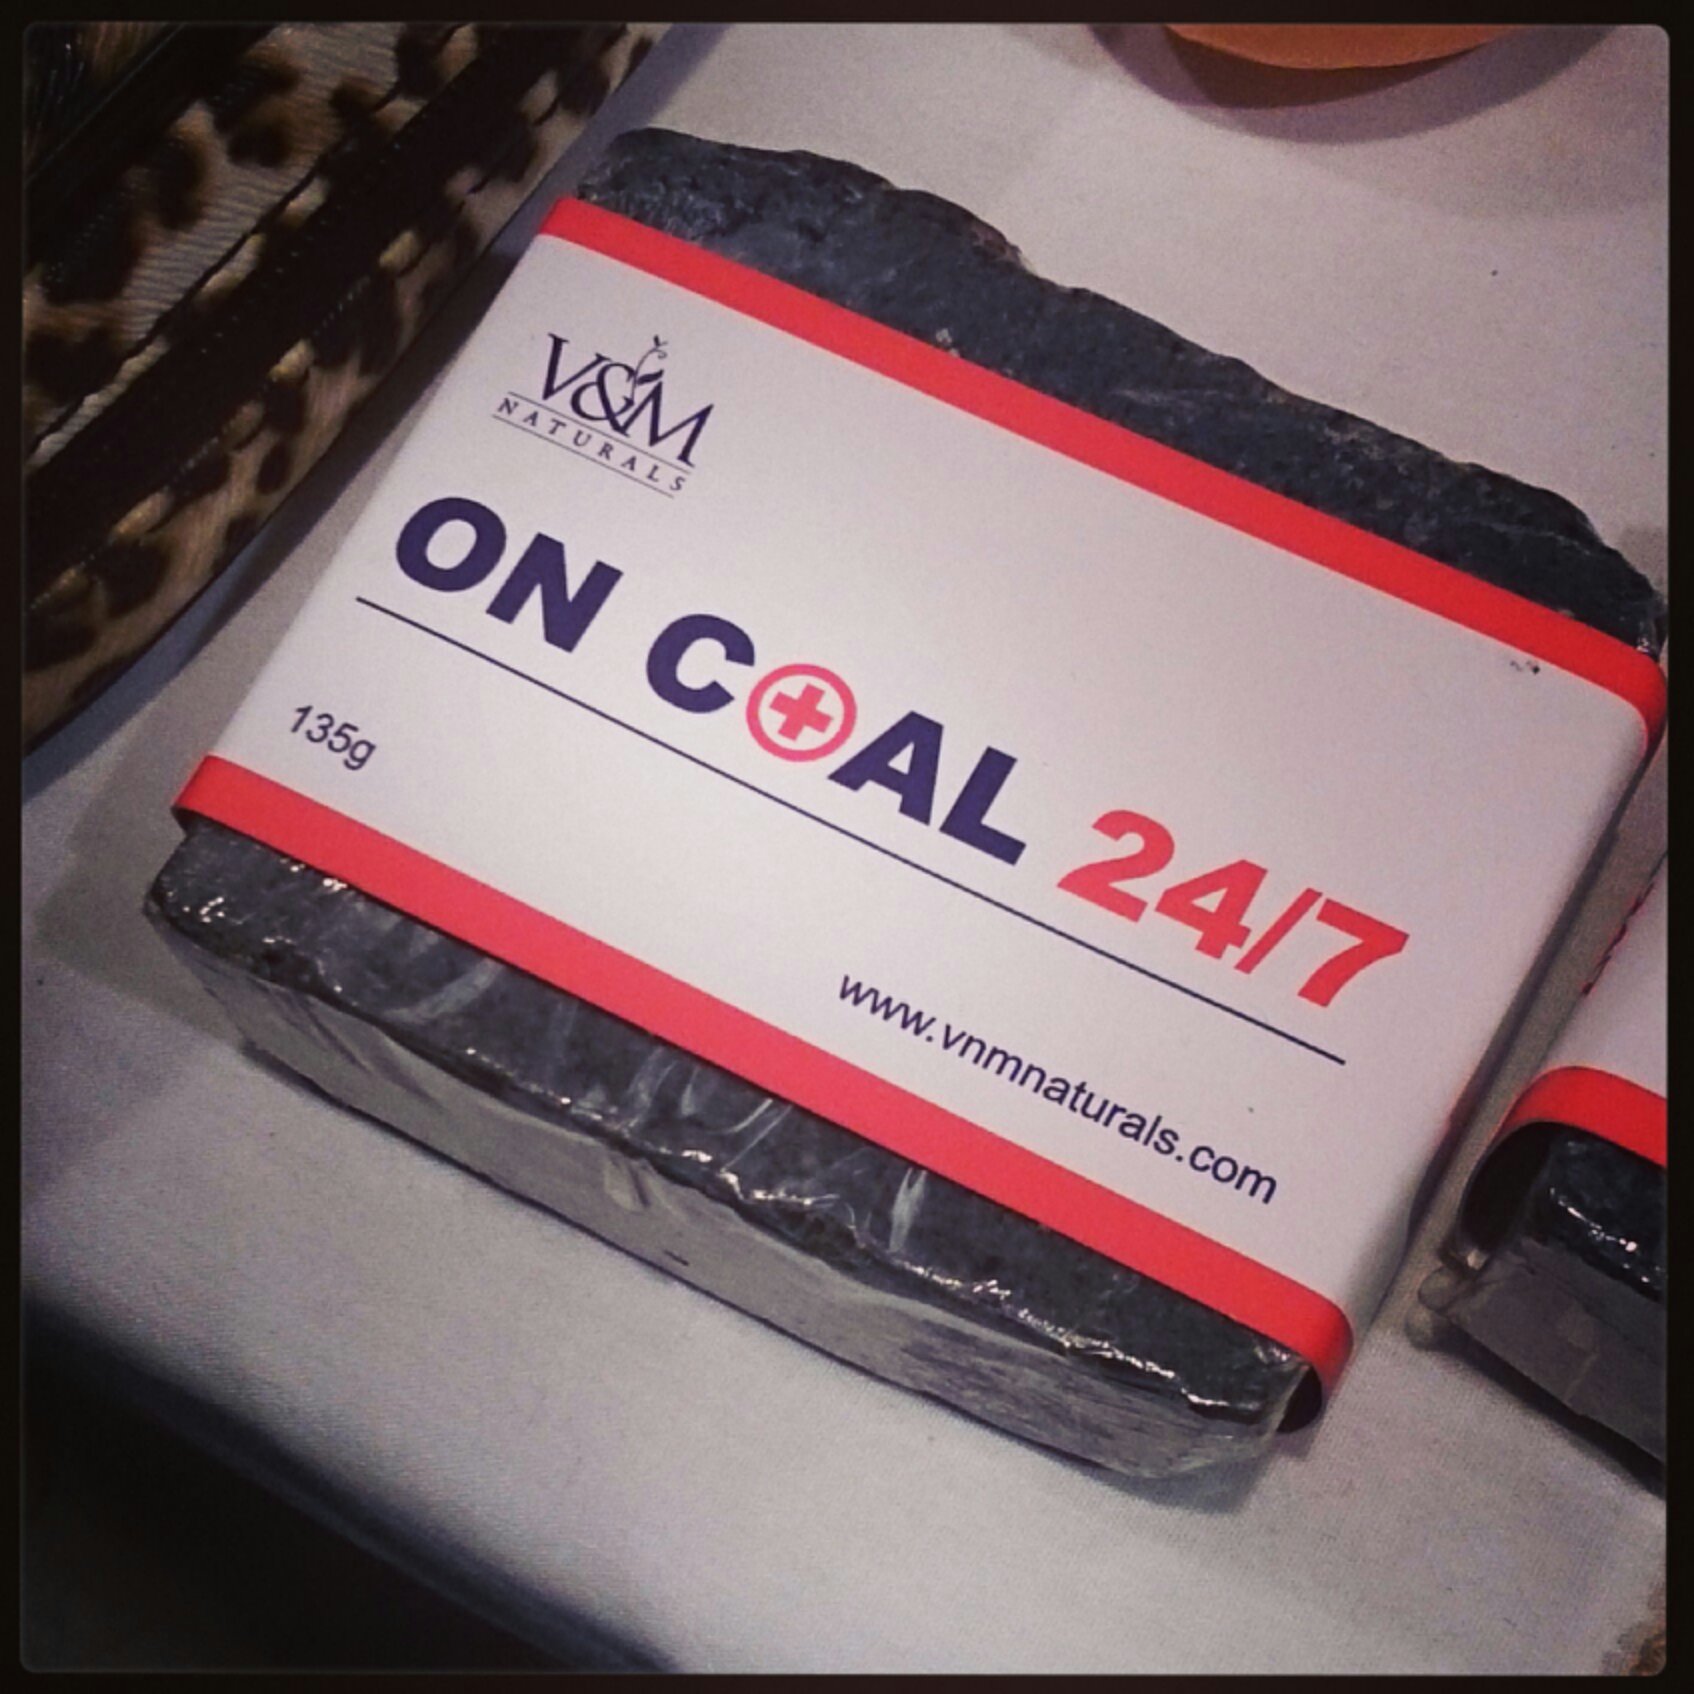 V&M
NATURALS
ON COAL 24/7
135g
www.vnmnaturals.com